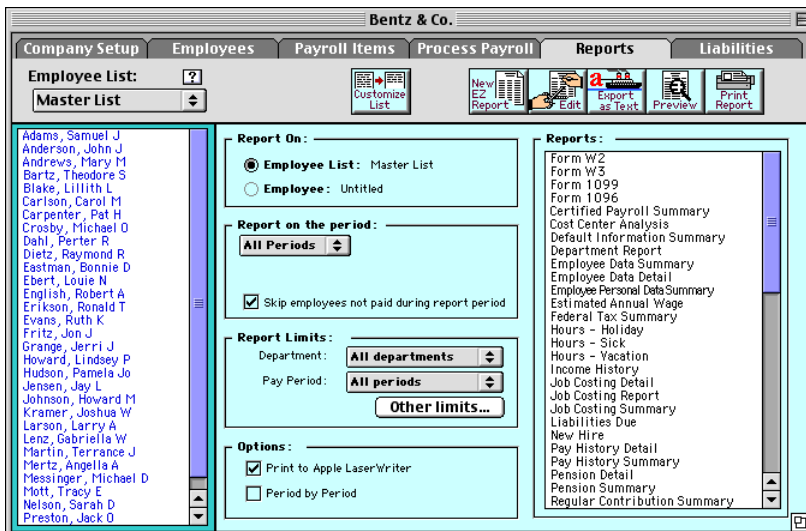 Bentz & Co.
Company Setup
Employees
Payroll Items
Process Payroll
Reports
Liabilities
Employee List:
?
Master List
Customize
List
New
EZ
Report
Edit
a
Export
as Text
Preview
Print
Report
Adams, Samuel J
Anderson, John J
Andrews, Mary M
Bartz, Theodore S
Blake, Lillith L
Carlson, Carol M
Carpenter, Pat H
Crosby, Michael O
Dahl, Perter R
Dietz, Raymond R
Eastman, Bonnie D
Ebert, Louie N
English, Robert A
Erikson, Ronald T
Evans, Ruth K
Fritz, Jon J
Grange, Jerri J
Howard, Lindsey P
Hudson, Pamela Jo
Jensen, Jay L
Johnson, Howard M
Kramer, Joshua W
Larson, Larry A
Lenz, Gabriella W
Martin, Terrance J
Mertz, Angella A
Messinger, Michael D
Mott, Tracy E
Nelson, Sarah D
Preston, Jack O
Report On:
Employee List: Master List
Employee: Untitled
Report on the period:
All Periods
Skip employees not paid during report period
Report Limits:
Department: All departments
Pay Period: All periods
Other limits...
Options:
Print to Apple LaserWriter
Period by Period
Reports:
Form W2
Form W3
Form 1099
Form 1096
Certified Payroll Summary
Cost Center Analysis
Default Information Summary
Department Report
Employee Data Summary
Employee Data Detail
Employee Personal Data Summary
Estimated Annual Wage
Federal Tax Summary
Hours - Holiday
Hours - Sick
Hours - Vacation
Income History
Job Costing Detail
Job Costing Report
Job Costing Summary
Liabilities Due
New Hire
Pay History Detail
Pay History Summary
Pension Detail
Pension Summary
Regular Contribution Summary